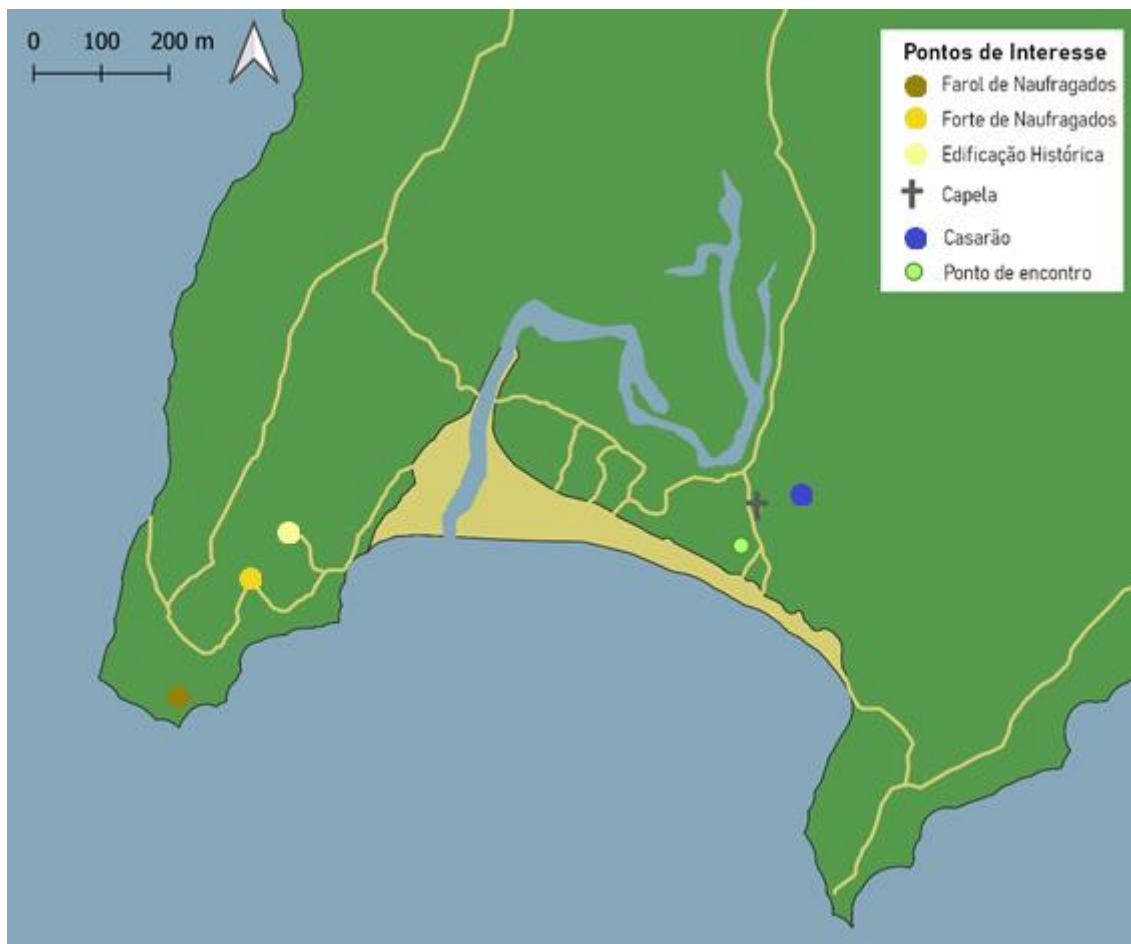 0 100 200 m
Pontos de Interesse
Farol de Naufragados
Forte de Naufragados
Edificação Histórica
Capela
Casarão
Ponto de encontro